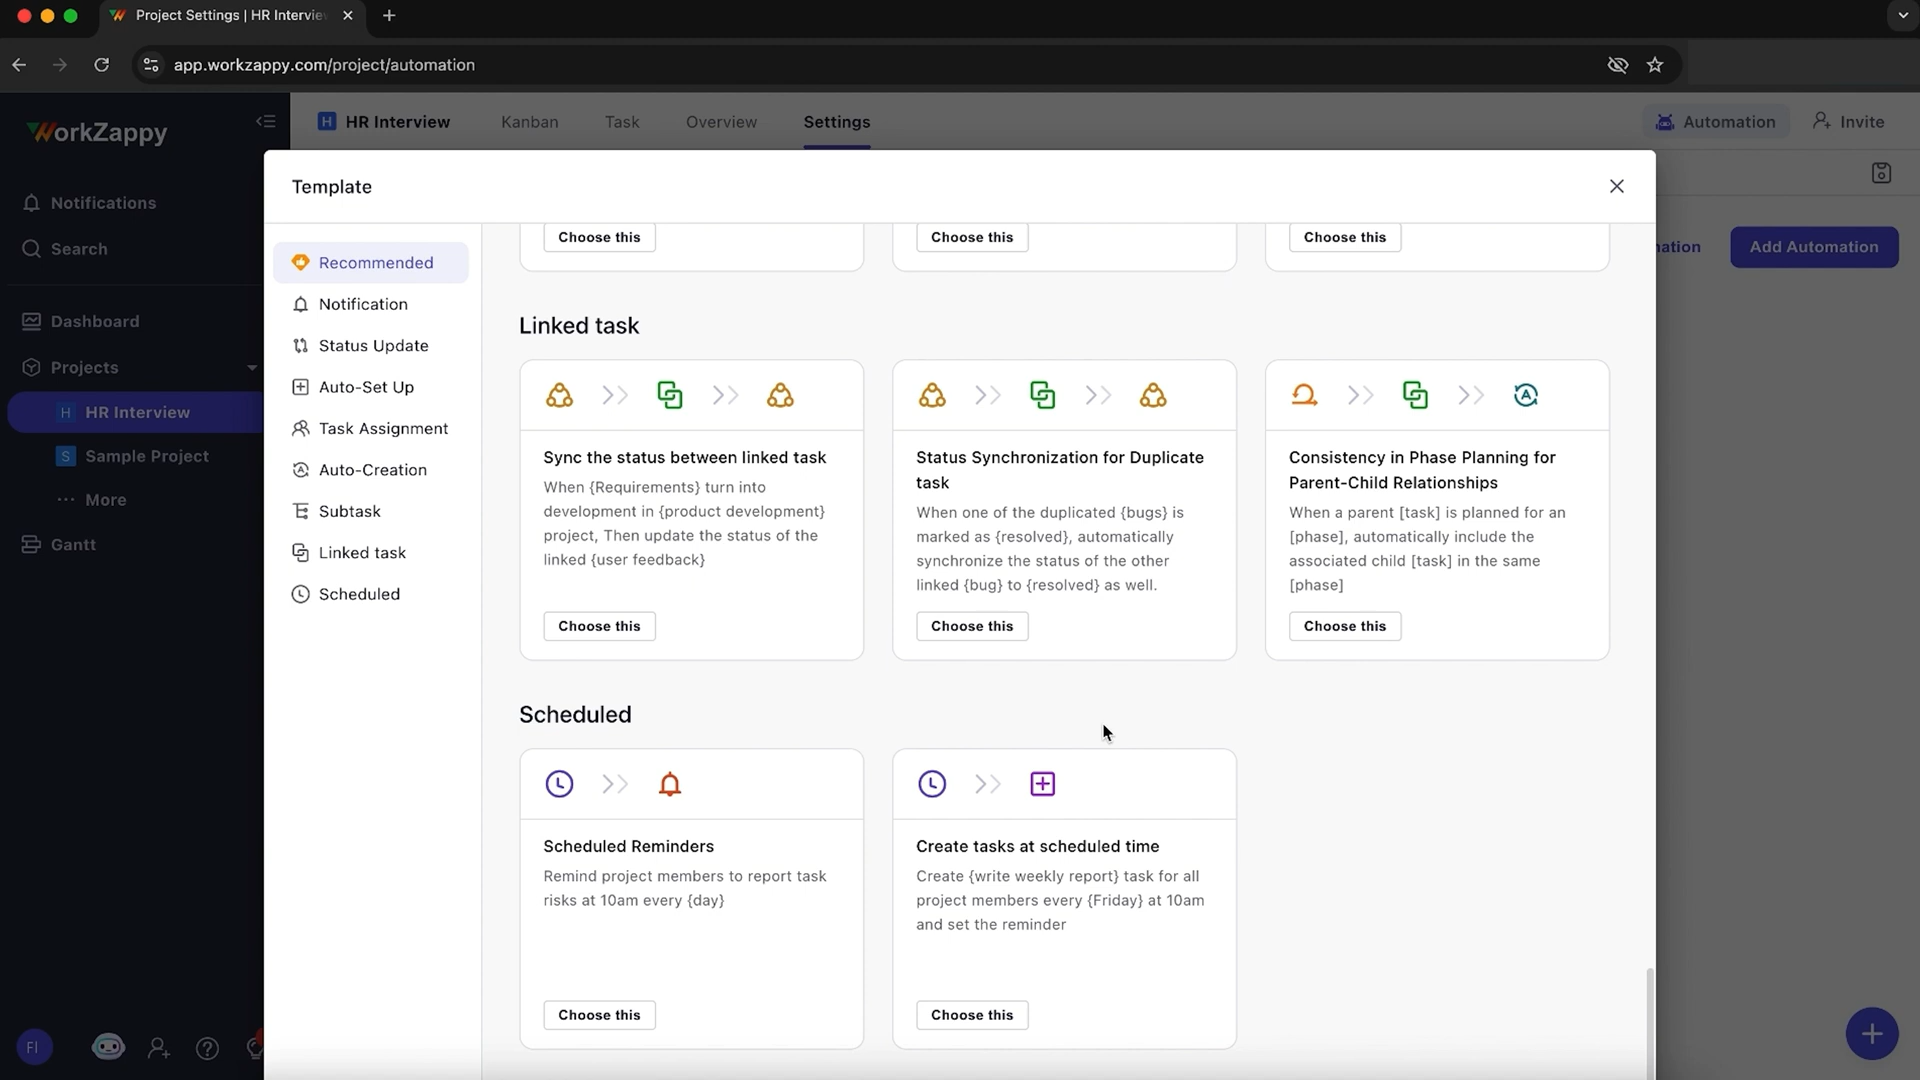 Project Settings | HR Intervie
app.workzappy.com/project/automation
WorkZappy
H HR Interview Kanban Task Overview Settings
Automation Invite
Template
Notifications
Search
Dashboard
Projects
H HR Interview
S Sample Project
More
Gantt
FI
Recommended
Notification
Status Update
Auto-Set Up
Task Assignment
Auto-Creation
Subtask
Linked task
Scheduled
Choose this Choose this Choose this
mation Add Automation
Linked task
Sync the status between linked task
When {Requirements} turn into
development in {product development}
project, Then update the status of the
linked {user feedback}
Choose this
Status Synchronization for Duplicate
task
When one of the duplicated {bugs} is
marked as {resolved}, automatically
synchronize the status of the other
linked {bug} to {resolved} as well.
Choose this
Consistency in Phase Planning for
Parent-Child Relationships
When a parent [task] is planned for an
[phase], automatically include the
associated child [task] in the same
[phase]
Choose this
Scheduled
Scheduled Reminders
Remind project members to report task
risks at 10am every {day}
Choose this
Create tasks at scheduled time
Create {write weekly report} task for all
project members every {Friday} at 10am
and set the reminder
Choose this